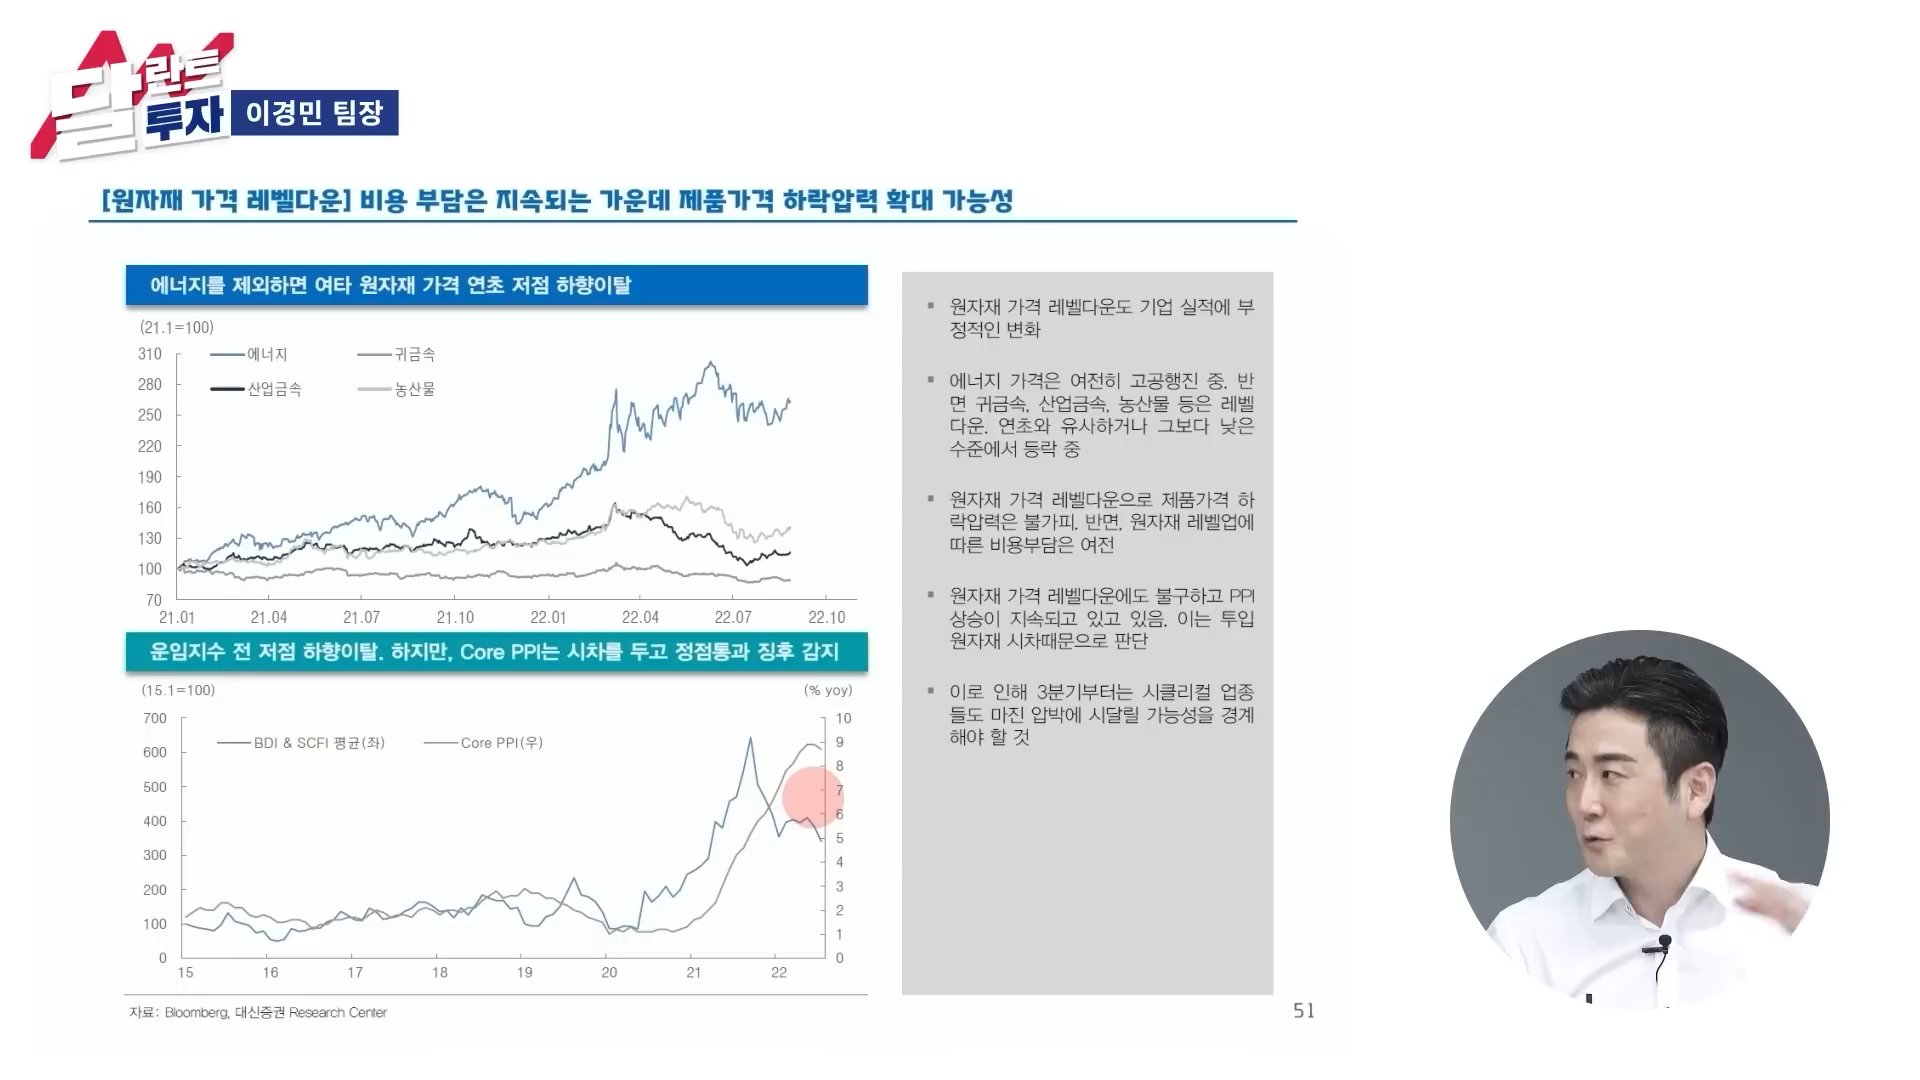 달란트
투자
이경민 팀장
[원자재 가격 레벨다운] 비용 부담은 지속되는 가운데 제품가격 하락압력 확대 가능성
에너지를 제외하면 여타 원자재 가격 연초 저점 하향이탈
(21.1=100)
310
280
250
220
190
160
130
100
70
에너지
귀금속
산업금속
농산물
21.01 21.04 21.07 21.10 22.01 22.04 22.07 22.10
운임지수 전 저점 하향이탈. 하지만, Core PPI는 시차를 두고 정점통과 징후 감지
(15.1=100)
(% yoy)
700
600
500
400
300
200
100
0
BDI & SCFI 평균(좌)
Core PPI(우)
10
9
8
7
6
5
4
3
2
1
0
15 16 17 18 19 20 21 22
자료: Bloomberg, 대신증권 Research Center
▪ 원자재 가격 레벨다운도 기업 실적에 부
정적인 변화
▪ 에너지 가격은 여전히 고공행진 중. 반
면 귀금속, 산업금속, 농산물 등은 레벨
다운. 연초와 유사하거나 그보다 낮은
수준에서 등락 중
▪ 원자재 가격 레벨다운으로 제품가격 하
락압력은 불가피. 반면, 원자재 레벨업에
따른 비용부담은 여전
▪ 원자재 가격 레벨다운에도 불구하고 PPI
상승이 지속되고 있고 있음. 이는 투입
원자재 시차때문으로 판단
▪ 이로 인해 3분기부터는 시클리컬 업종
들도 마진 압박에 시달릴 가능성을 경계
해야 할 것
51